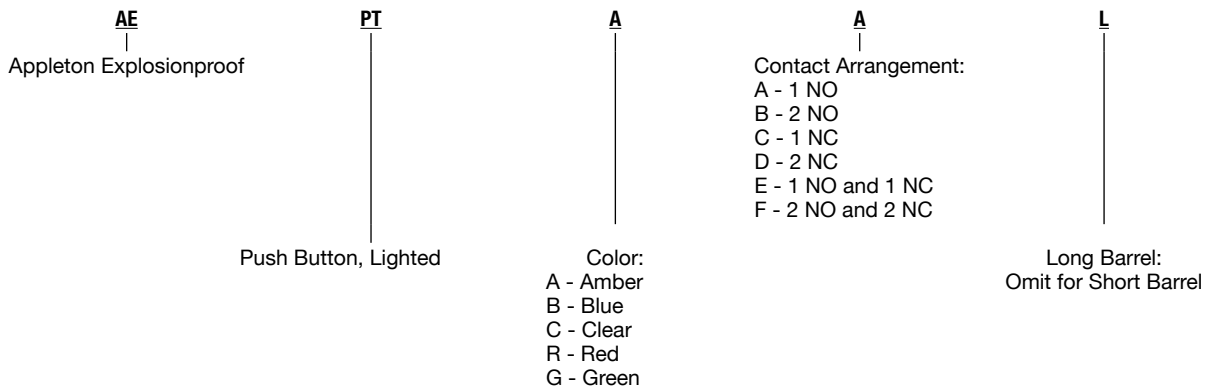 AE PT A A L
Appleton Explosionproof
Contact Arrangement:
A - 1 NO
B - 2 NO
C - 1 NC
D - 2 NC
E - 1 NO and 1 NC
F - 2 NO and 2 NC
Push Button, Lighted
Color:
A - Amber
B - Blue
C - Clear
R - Red
G - Green
Long Barrel:
Omit for Short Barrel